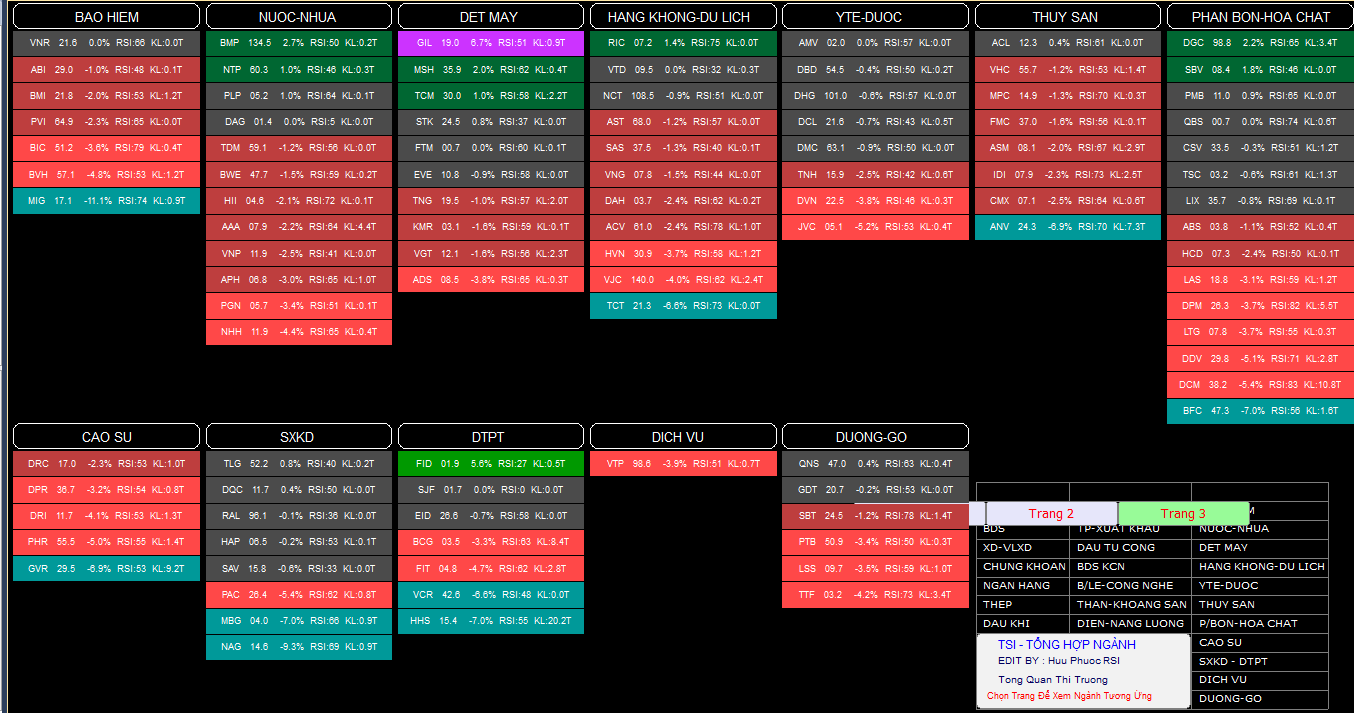 BAO HIEM
VNR 21.6 0.0% RSI:66 KL:0.0T
ABI 29.0 -1.0% RSI:48 KL:0.1T
BMI 21.8 -2.0% RSI:53 KL:1.2T
PVI 64.9 -2.3% RSI:65 KL:0.0T
BIC 51.2 -3.6% RSI:79 KL:0.4T
BVH 57.1 -4.8% RSI:53 KL:1.2T
MIG 17.1 -11.1% RSI:74 KL:0.9T
NUOC-NHUA
BMP 134.5 2.7% RSI:50 KL:0.2T
NTP 60.3 1.0% RSI:46 KL:0.3T
PLP 05.2 1.0% RSI:64 KL:0.1T
DAG 01.4 0.0% RSI:5 KL:0.0T
TDM 59.1 -1.2% RSI:56 KL:0.0T
BWE 47.7 -1.5% RSI:59 KL:0.2T
HII 04.6 -2.1% RSI:72 KL:0.1T
AAA 07.9 -2.2% RSI:64 KL:4.4T
VNP 11.9 -2.5% RSI:41 KL:0.0T
APH 06.8 -3.0% RSI:65 KL:1.0T
PGN 05.7 -3.4% RSI:51 KL:0.1T
NHH 11.9 -4.4% RSI:65 KL:0.4T
DET MAY
GIL 19.0 6.7% RSI:51 KL:0.9T
MSH 35.9 2.0% RSI:62 KL:0.4T
TCM 30.0 1.0% RSI:58 KL:2.2T
STK 24.5 0.8% RSI:37 KL:0.0T
FTM 00.7 0.0% RSI:60 KL:0.1T
EVE 10.8 -0.9% RSI:58 KL:0.0T
TNG 19.5 -1.0% RSI:57 KL:2.0T
KMR 03.1 -1.6% RSI:59 KL:0.1T
VGT 12.1 -1.6% RSI:56 KL:2.3T
ADS 08.5 -3.8% RSI:65 KL:0.3T
HANG KHONG-DU LICH
RIC 07.2 1.4% RSI:75 KL:0.0T
VTD 09.5 0.0% RSI:32 KL:0.3T
NCT 108.5 -0.9% RSI:51 KL:0.0T
AST 68.0 -1.2% RSI:57 KL:0.0T
SAS 37.5 -1.3% RSI:40 KL:0.1T
VNG 07.8 -1.5% RSI:44 KL:0.0T
DAH 03.7 -2.4% RSI:62 KL:0.2T
ACV 61.0 -2.4% RSI:78 KL:1.0T
HVN 30.9 -3.7% RSI:58 KL:1.2T
VJC 140.0 -4.0% RSI:62 KL:2.4T
TCT 21.3 -6.6% RSI:73 KL:0.0T
YTE-DUOC
AMV 02.0 0.0% RSI:57 KL:0.0T
DBD 54.5 -0.4% RSI:50 KL:0.2T
DHG 101.0 -0.6% RSI:57 KL:0.0T
DCL 21.6 -0.7% RSI:43 KL:0.5T
DMC 63.1 -0.9% RSI:50 KL:0.0T
TNH 15.9 -2.5% RSI:42 KL:0.6T
DVN 22.5 -3.8% RSI:46 KL:0.3T
JVC 05.1 -5.2% RSI:53 KL:0.4T
THUY SAN
ACL 12.3 0.4% RSI:61 KL:0.0T
VHC 55.7 -1.2% RSI:53 KL:1.4T
MPC 14.9 -1.3% RSI:70 KL:0.3T
FMC 37.0 -1.6% RSI:56 KL:0.1T
ASM 08.1 -2.0% RSI:67 KL:2.9T
IDI 07.9 -2.3% RSI:73 KL:2.5T
CMX 07.1 -2.5% RSI:64 KL:0.6T
ANV 24.3 -6.9% RSI:70 KL:7.3T
PHAN BON-HOA CHAT
DGC 98.8 2.2% RSI:65 KL:3.4T
SBV 08.4 1.8% RSI:46 KL:0.0T
PMB 11.0 0.9% RSI:65 KL:0.0T
QBS 00.7 0.0% RSI:74 KL:0.6T
CSV 33.5 -0.3% RSI:51 KL:1.2T
TSC 03.2 -0.6% RSI:61 KL:1.3T
LIX 35.7 -0.8% RSI:69 KL:0.1T
ABS 03.8 -1.1% RSI:52 KL:0.4T
HCD 07.3 -2.4% RSI:50 KL:0.1T
LAS 18.8 -3.1% RSI:59 KL:1.2T
DPM 26.3 -3.7% RSI:82 KL:5.5T
LTG 07.8 -3.7% RSI:55 KL:0.3T
DDV 29.8 -5.1% RSI:71 KL:2.8T
DCM 38.2 -5.4% RSI:83 KL:10.8T
BFC 47.3 -7.0% RSI:56 KL:1.6T
CAO SU
DRC 17.0 -2.3% RSI:53 KL:1.0T
DPR 36.7 -3.2% RSI:54 KL:0.8T
DRI 11.7 -4.1% RSI:53 KL:1.3T
PHR 55.5 -5.0% RSI:55 KL:1.4T
GVR 29.5 -6.9% RSI:53 KL:9.2T
SXKD
TLG 52.2 0.8% RSI:40 KL:0.2T
DQC 11.7 0.4% RSI:50 KL:0.0T
RAL 96.1 -0.1% RSI:36 KL:0.0T
HAP 06.5 -0.2% RSI:53 KL:0.1T
SAV 15.8 -0.6% RSI:33 KL:0.0T
PAC 26.4 -5.4% RSI:62 KL:0.8T
MBG 04.0 -7.0% RSI:66 KL:0.9T
NAG 14.6 -9.3% RSI:69 KL:0.9T
DTPT
FID 01.9 5.6% RSI:27 KL:0.5T
SJF 01.7 0.0% RSI:0 KL:0.0T
EID 26.6 -0.7% RSI:58 KL:0.0T
BCG 03.5 -3.3% RSI:63 KL:8.4T
FIT 04.8 -4.7% RSI:62 KL:2.8T
VCR 42.6 -6.6% RSI:48 KL:0.0T
HHS 15.4 -7.0% RSI:55 KL:20.2T
DICH VU
VTP 98.6 -3.9% RSI:51 KL:0.7T
DUONG-GO
QNS 47.0 0.4% RSI:63 KL:0.4T
GDT 20.7 -0.2% RSI:53 KL:0.0T
SBT 24.5 -1.2% RSI:78 KL:1.4T
PTB 50.9 -3.4% RSI:50 KL:0.3T
LSS 09.7 -3.5% RSI:59 KL:1.0T
TTF 03.2 -4.2% RSI:73 KL:3.4T
Trang 2 Trang 3 M
BDS TP-XUAT KHAU NUOC-NHUA
XD-VLXD DAU TU CONG DET MAY
CHUNG KHOAN BDS KCN HANG KHONG-DU LICH
NGAN HANG B/LE-CONG NGHE YTE-DUOC
THEP THAN-KHOANG SAN THUY SAN
DAU KHI DIEN-NANG LUONG P/BON-HOA CHAT
CAO SU
SXKD - DTPT
DICH VU
DUONG-GO
TSI - TỔNG HỢP NGÀNH
EDIT BY : Huu Phuoc RSI
Tong Quan Thi Truong
Chọn Trang Để Xem Ngành Tương Ứng